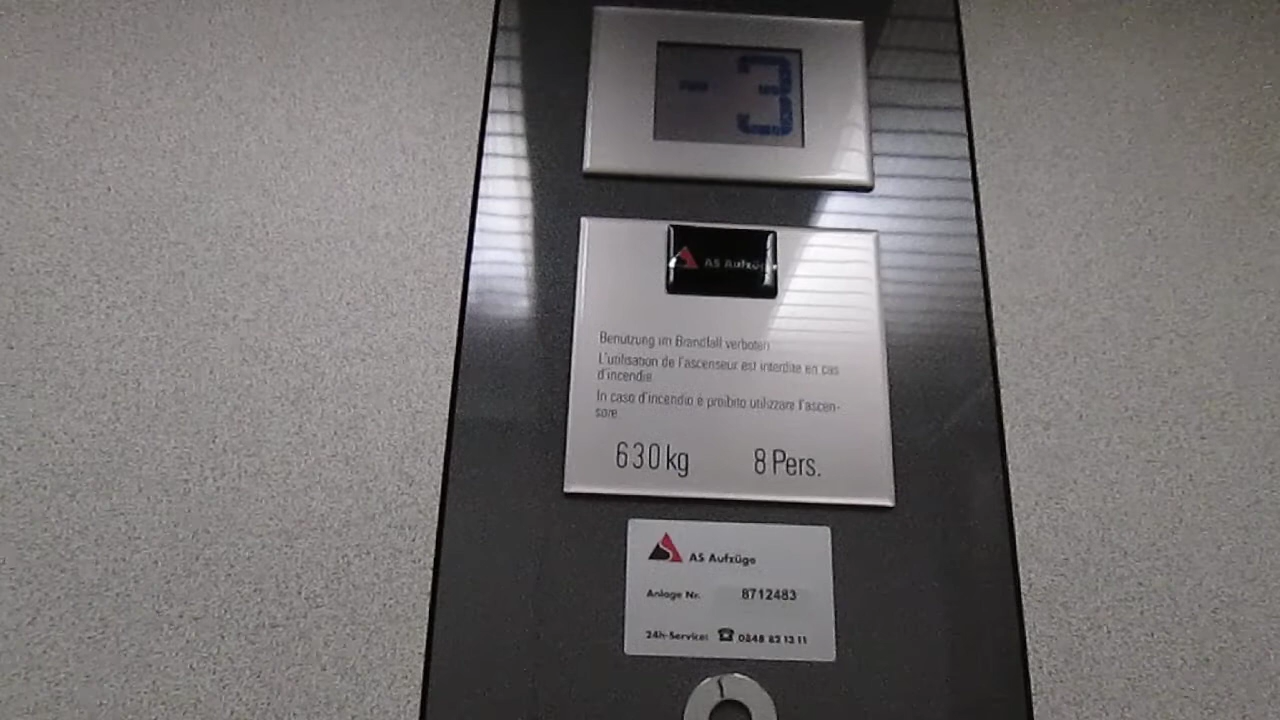 -3
AS Aufzüge
Benutzung im Brandfall verboten
L'utilisation de l'ascenseur est interdite en cas
d'incendie
In caso d'incendio è proibito utilizzare l'ascen-
sore
630 kg 8 Pers.
AS Aufzüge
Anlage Nr. 8712483
24h-Service: ☎ 0848 82 13 11